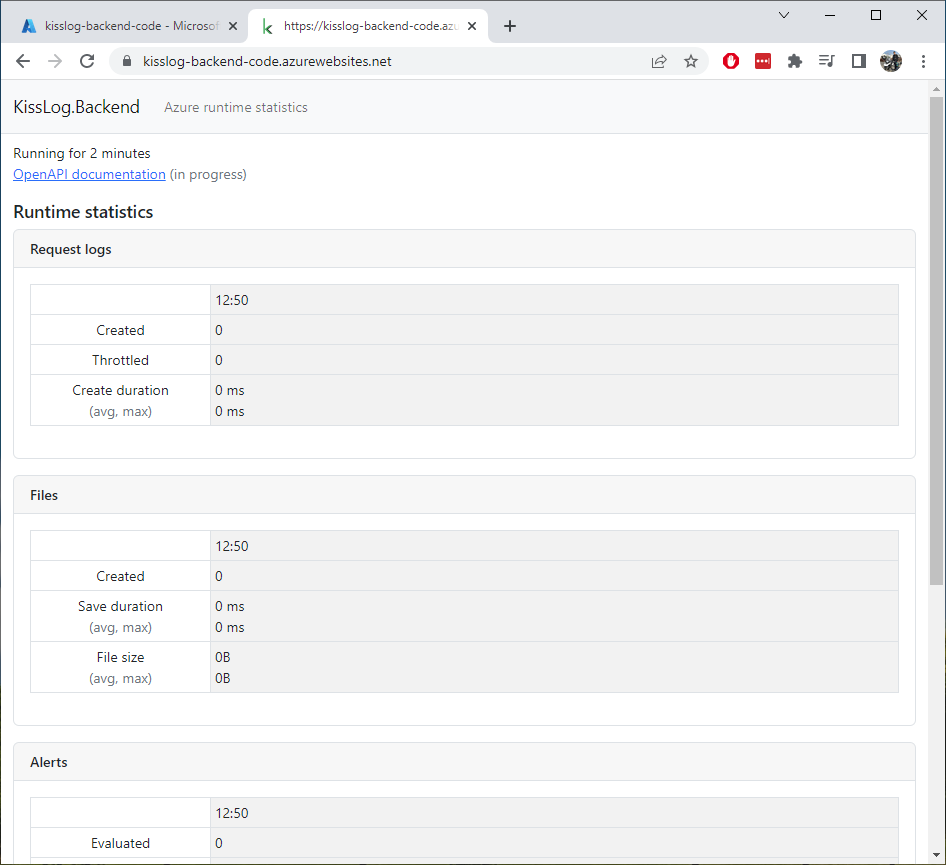 kisslog-backend-code - Microsof
https://kisslog-backend-code.azu
kisslog-backend-code.azurewebsites.net
KissLog.Backend Azure runtime statistics
Running for 2 minutes
OpenAPI documentation (in progress)
Runtime statistics
Request logs
12:50
Created 0
Throttled 0
Create duration 0 ms
(avg, max) 0 ms
Files
12:50
Created 0
Save duration 0 ms
(avg, max) 0 ms
File size 0B
(avg, max) 0B
Alerts
12:50
Evaluated 0